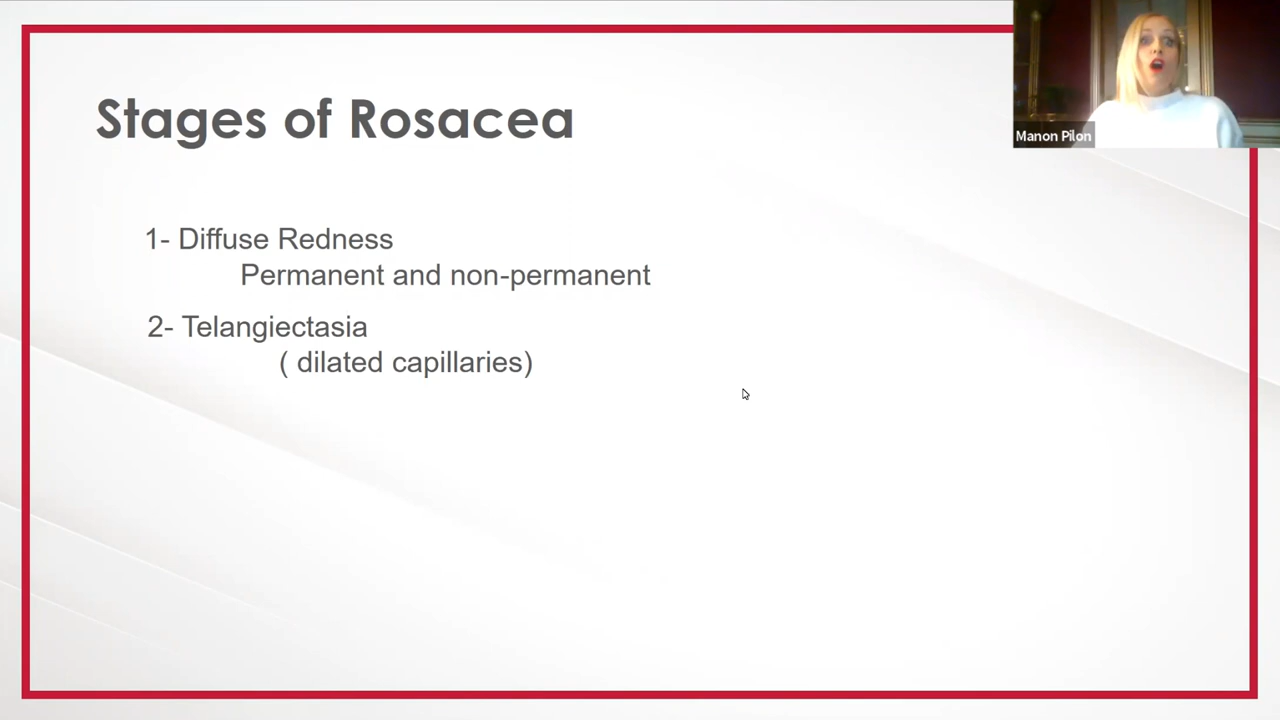 Stages of Rosacea
Manon Pilon
1- Diffuse Redness
Permanent and non-permanent
2- Telangiectasia
( dilated capillaries)